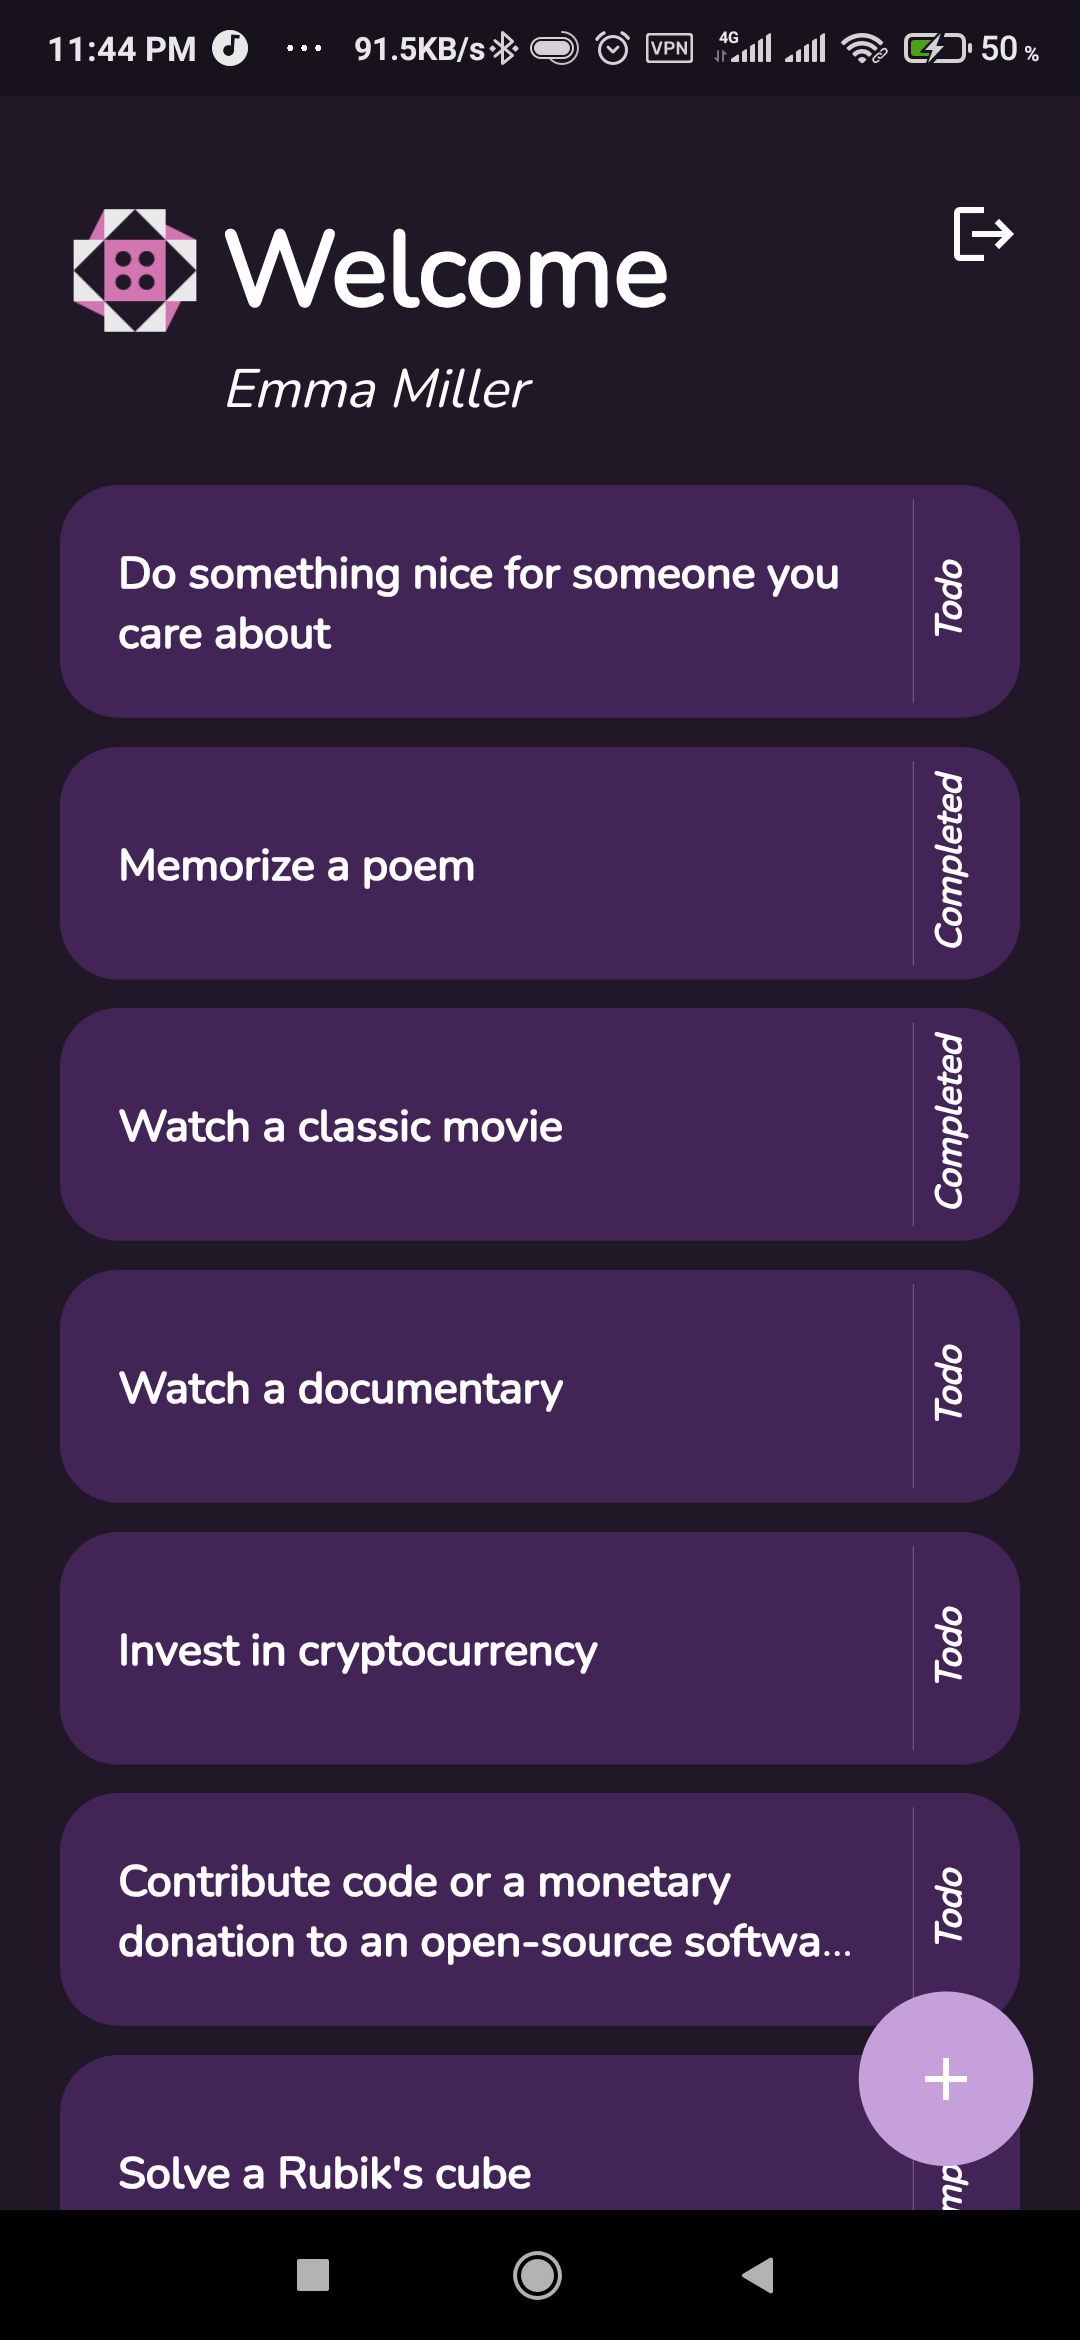 11:44 PM ... 91.5KB/s VPN 4G 50 %
Welcome
Emma Miller
Do something nice for someone you
care about
Todo
Memorize a poem
Completed
Watch a classic movie
Completed
Watch a documentary
Todo
Invest in cryptocurrency
Todo
Contribute code or a monetary
donation to an open-source softwa...
Todo
Solve a Rubik's cube